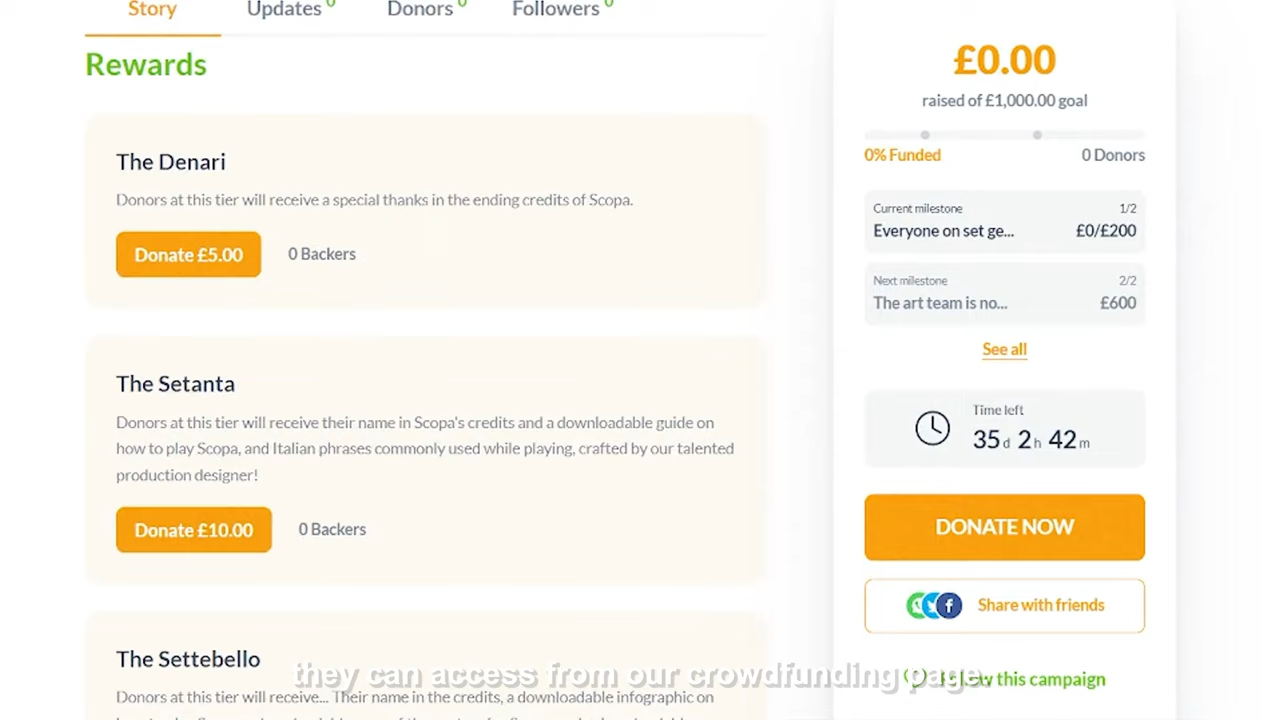 Story Updates 0 Donors 0 Followers 0
Rewards
The Denari
Donors at this tier will receive a special thanks in the ending credits of Scopa.
Donate £5.00 0 Backers
The Setanta
Donors at this tier will receive their name in Scopa's credits and a downloadable guide on
how to play Scopa, and Italian phrases commonly used while playing, crafted by our talented
production designer!
Donate £10.00 0 Backers
The Settebello
Donors at this tier will receive... Their name in the credits, a downloadable infographic on
£0.00
raised of £1,000.00 goal
0% Funded 0 Donors
Current milestone 1/2
Everyone on set ge... £0/£200
Next milestone 2/2
The art team is no... £600
See all
Time left
35d 2h 42m
DONATE NOW
Share with friends
this campaign
they can access from our crowdfunding page.